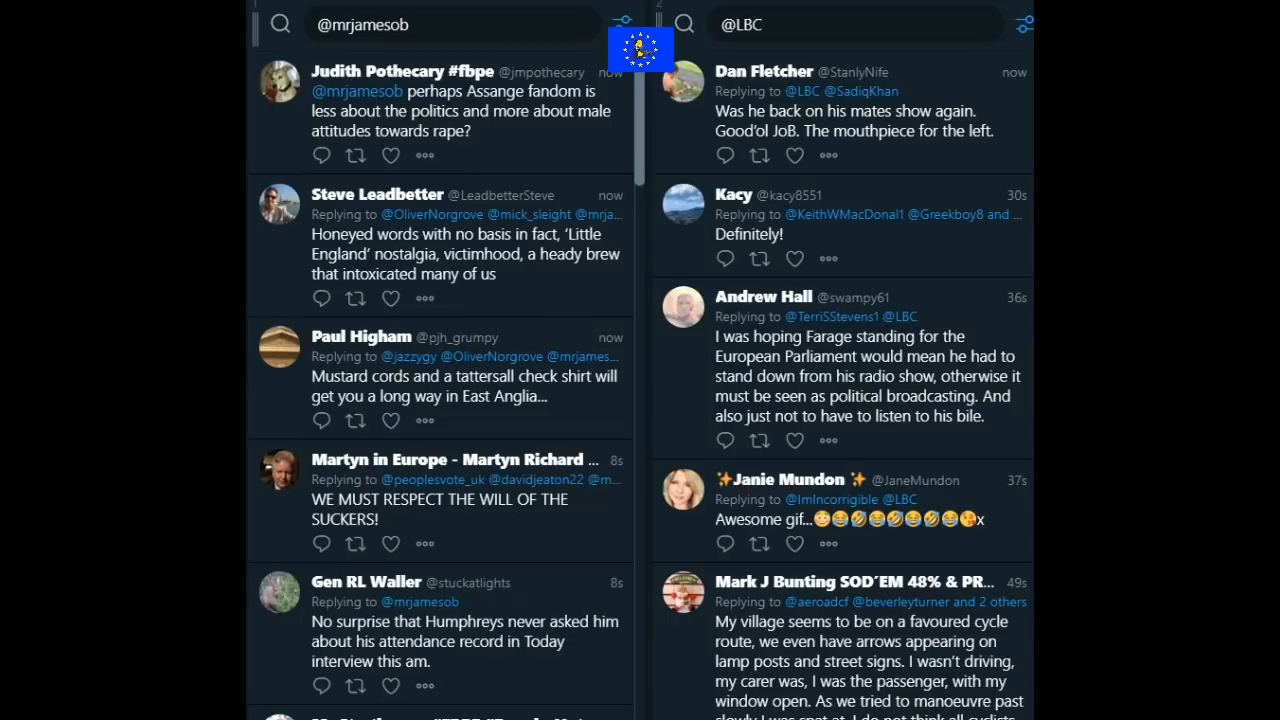 1
@mrjamesob
Judith Pothecary #fbpe @jmpothecary now
@mrjamesob perhaps Assange fandom is
less about the politics and more about male
attitudes towards rape?
Steve Leadbetter @LeadbetterSteve now
Replying to @OliverNorgrove @mick_sleight @mrja...
Honeyed words with no basis in fact, ‘Little
England’ nostalgia, victimhood, a heady brew
that intoxicated many of us
Paul Higham @pjh_grumpy now
Replying to @jazzygy @OliverNorgrove @mrjames...
Mustard cords and a tattersall check shirt will
get you a long way in East Anglia...
Martyn in Europe - Martyn Richard ... 8s
Replying to @peoplesvote_uk @davidjeaton22 @m...
WE MUST RESPECT THE WILL OF THE
SUCKERS!
Gen RL Waller @stuckatlights 8s
Replying to @mrjamesob
No surprise that Humphreys never asked him
about his attendance record in Today
interview this am.
2
@LBC
Dan Fletcher @StanlyNife now
Replying to @LBC @SadiqKhan
Was he back on his mates show again.
Good’ol JoB. The mouthpiece for the left.
Kacy @kacy8551 30s
Replying to @KeithWMacDonal1 @Greekboy8 and ...
Definitely!
Andrew Hall @swampy61 36s
Replying to @TerriSStevens1 @LBC
I was hoping Farage standing for the
European Parliament would mean he had to
stand down from his radio show, otherwise it
must be seen as political broadcasting. And
also just not to have to listen to his bile.
✨Janie Mundon ✨ @JaneMundon 37s
Replying to @ImIncorrigible @LBC
Awesome gif...😳😂🤣😂🤣😂🤣😂😘x
Mark J Bunting SOD´EM 48% & PR... 49s
Replying to @aeroadcf @beverleyturner and 2 others
My village seems to be on a favoured cycle
route, we even have arrows appearing on
lamp posts and street signs. I wasn’t driving,
my carer was, I was the passenger, with my
window open. As we tried to manoeuvre past
slowly I was spat at. I do not think all cyclists